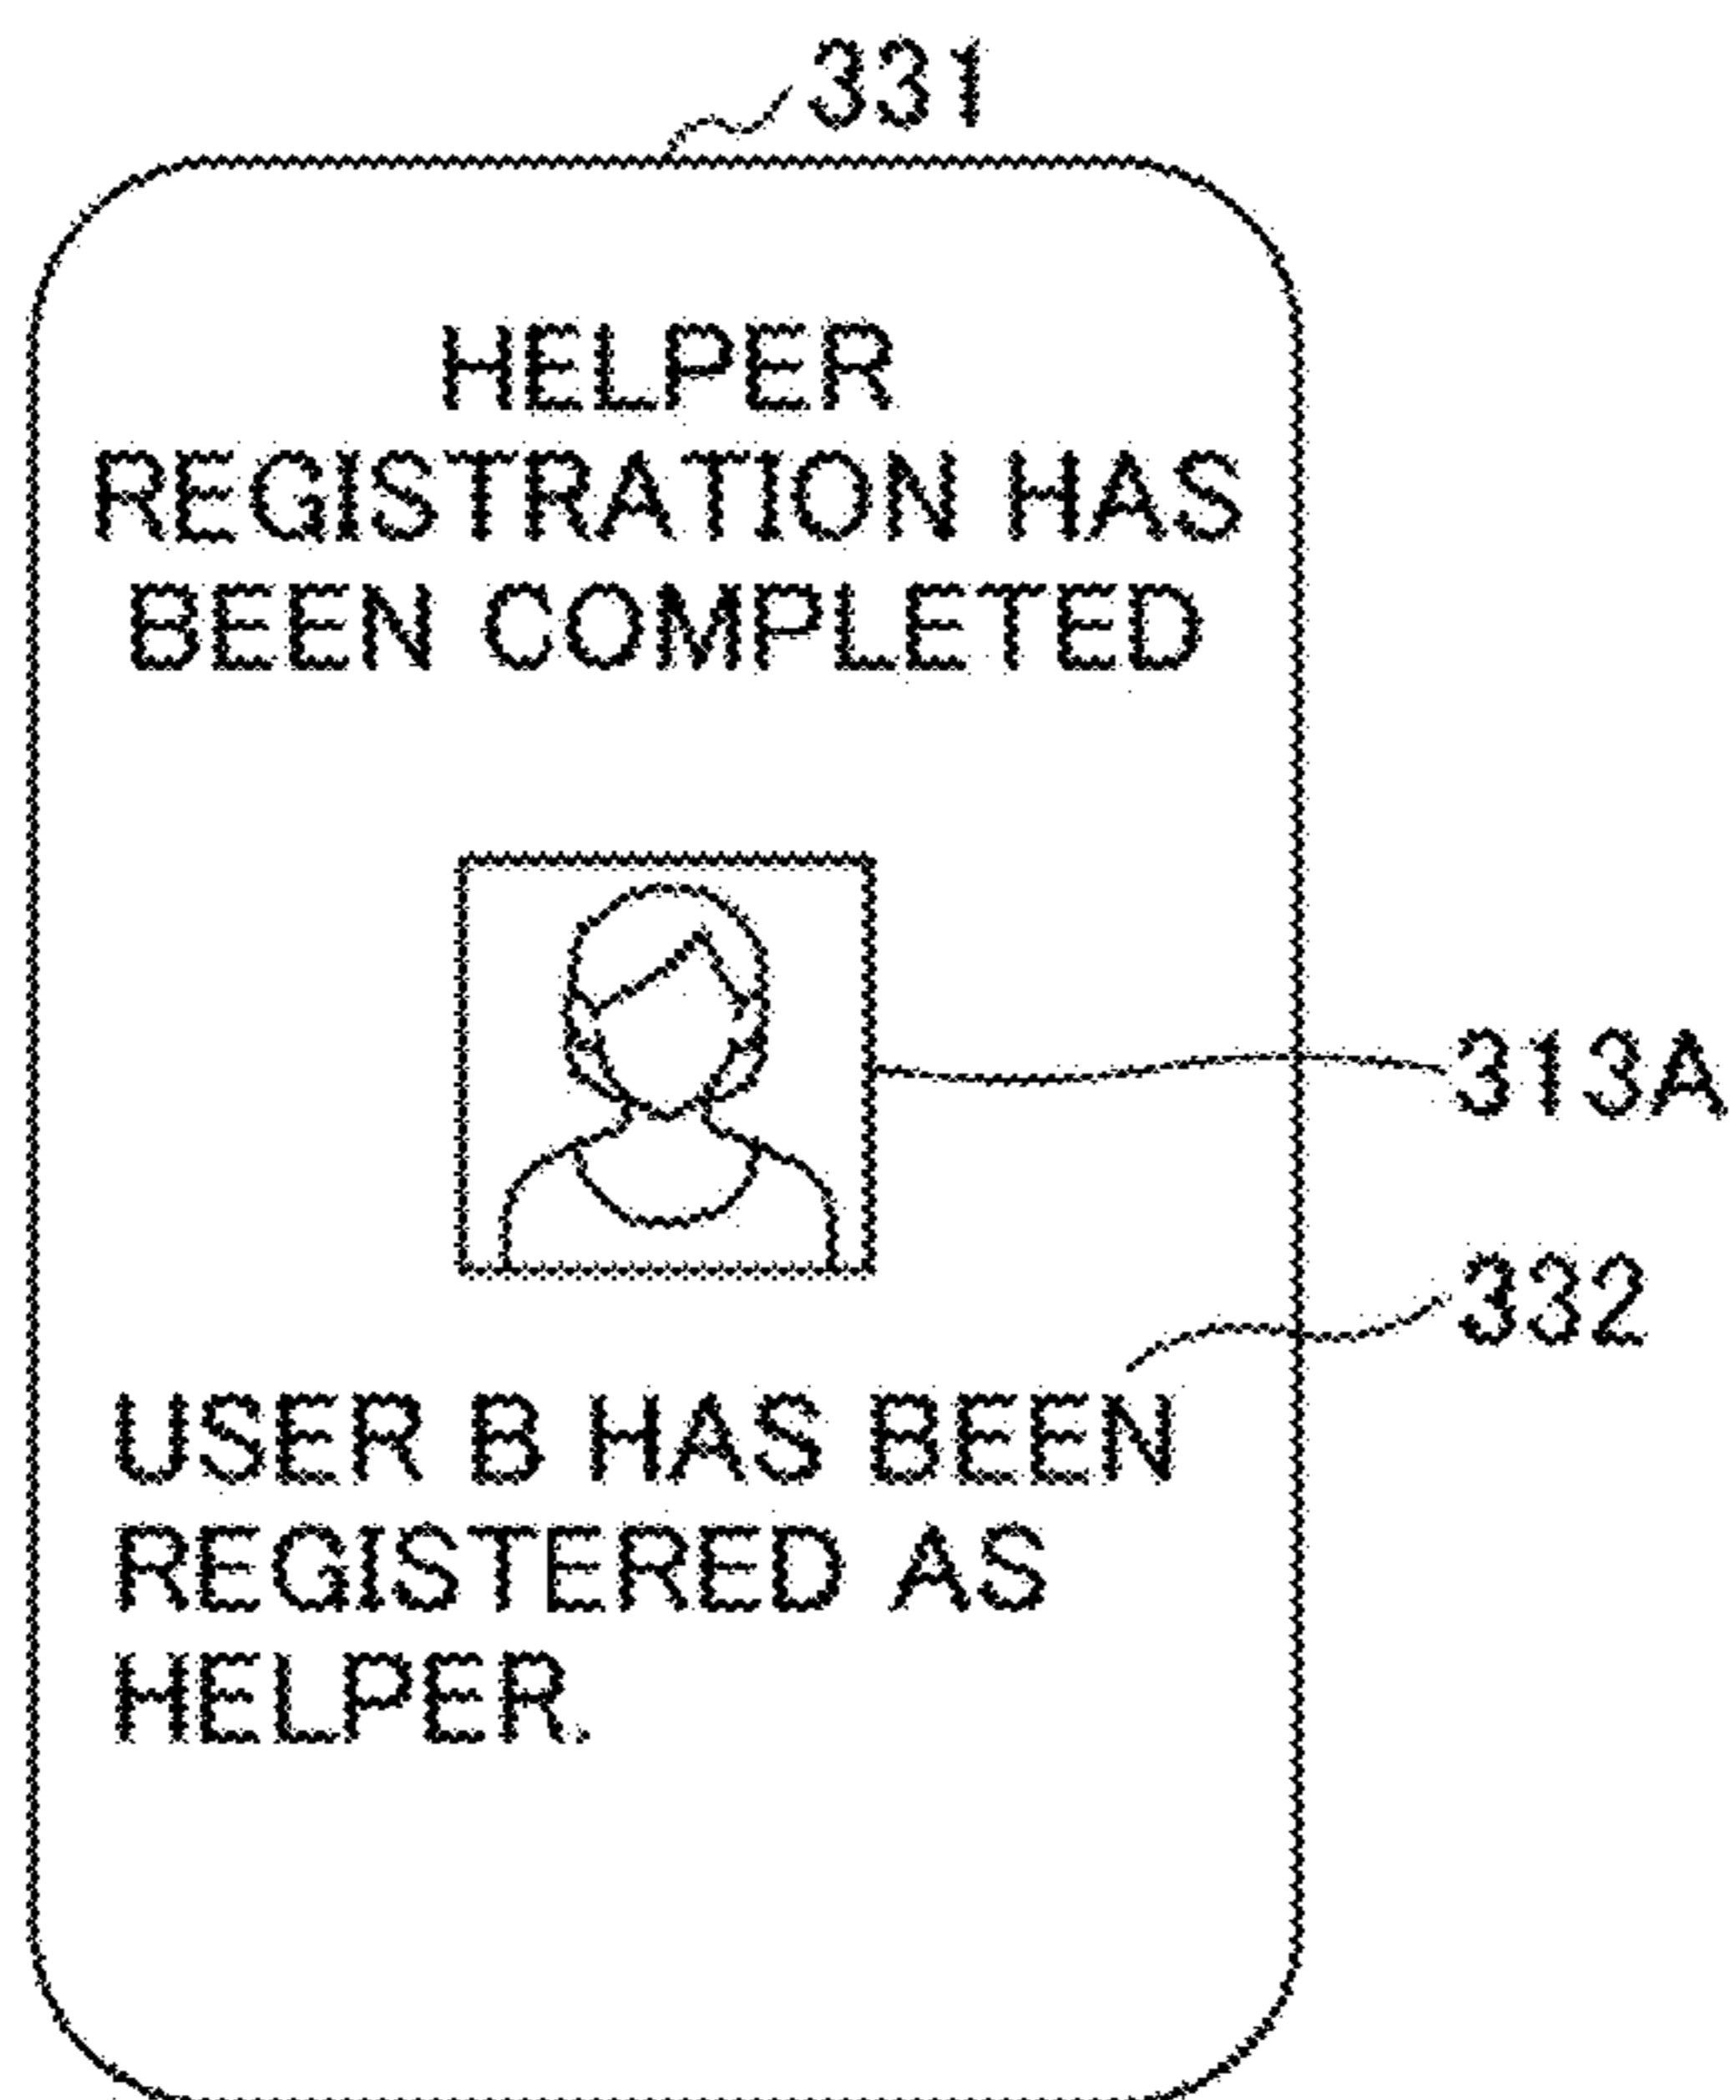 331
HELPER
REGISTRATION HAS
BEEN COMPLETED
313A
332
USER B HAS BEEN
REGISTERED AS
HELPER.